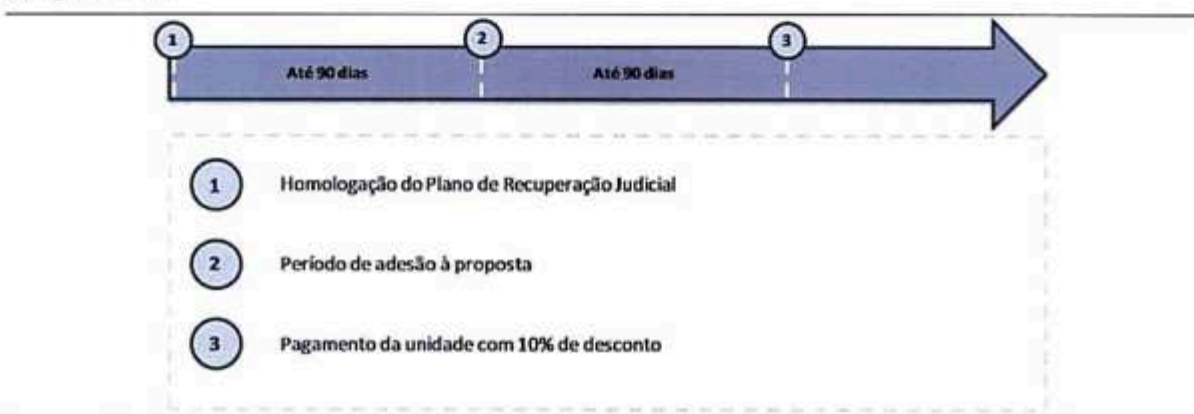 1 2 3
Até 90 dias Até 90 dias
1 Homologação do Plano de Recuperação Judicial
2 Período de adesão à proposta
3 Pagamento da unidade com 10% de desconto